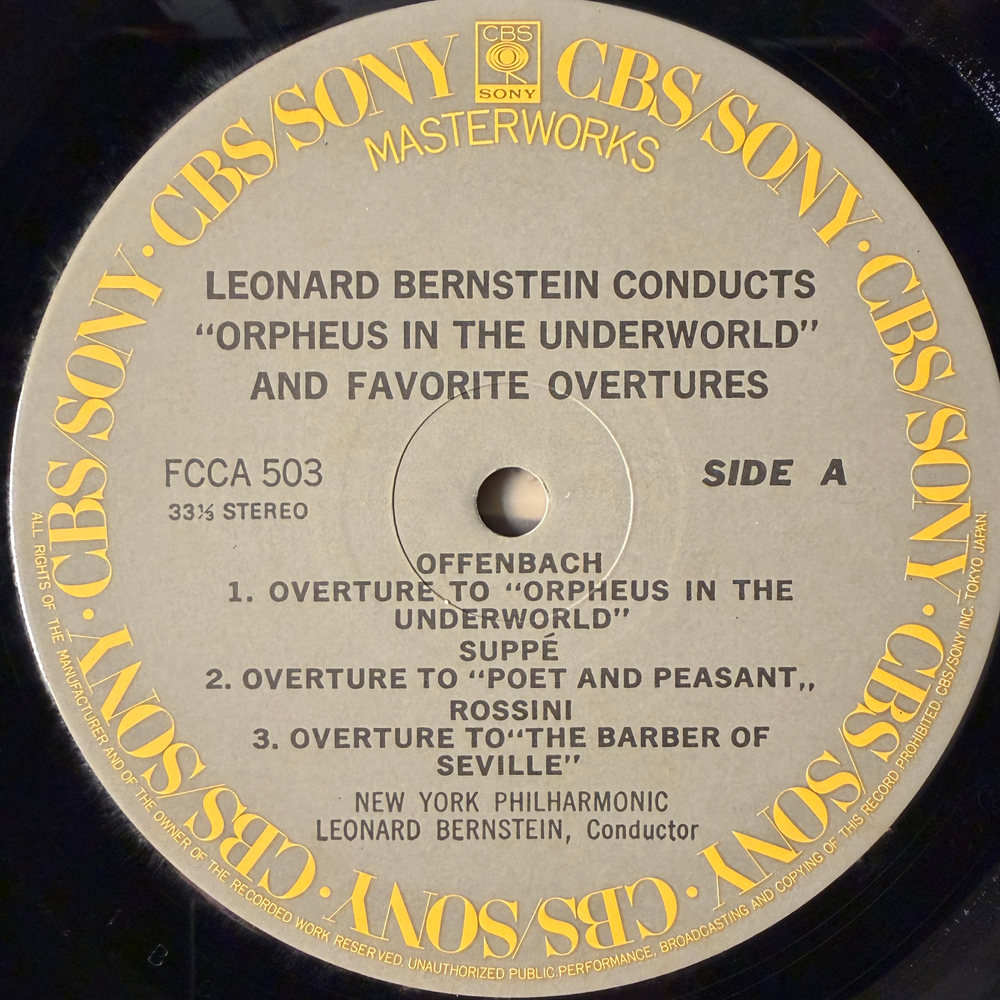 CBS
SONY
CBS/SONY · CBS/SONY · CBS/SONY · CBS/SONY · CBS/SONY · CBS/SONY · CBS/SONY · CBS/SONY
MASTERWORKS
LEONARD BERNSTEIN CONDUCTS
“ORPHEUS IN THE UNDERWORLD”
AND FAVORITE OVERTURES
FCCA 503
SIDE A
33⅓ STEREO
OFFENBACH
1. OVERTURE TO “ORPHEUS IN THE
UNDERWORLD”
SUPPÉ
2. OVERTURE TO “POET AND PEASANT,,
ROSSINI
3. OVERTURE TO“THE BARBER OF
SEVILLE”
NEW YORK PHILHARMONIC
LEONARD BERNSTEIN, Conductor
ALL RIGHTS OF THE MANUFACTURER AND OF THE OWNER OF THE RECORDED WORK RESERVED. UNAUTHORIZED PUBLIC.PERFORMANCE, BROADCASTING AND COPYING OF THIS RECORD PROHIBITED. CBS/SONY INC. TOKYO JAPAN.